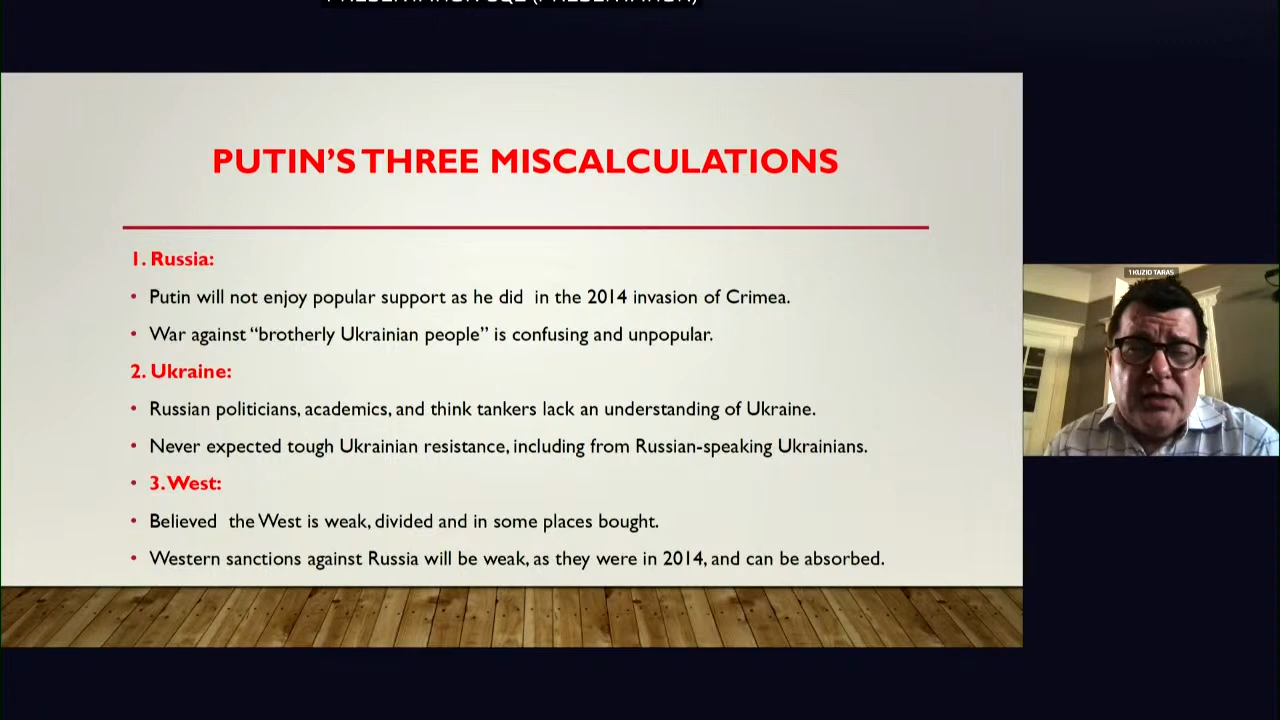 PRESENTATION
PUTIN'S THREE MISCALCULATIONS
1. Russia:
• Putin will not enjoy popular support as he did in the 2014 invasion of Crimea.
• War against “brotherly Ukrainian people” is confusing and unpopular.
2. Ukraine:
• Russian politicians, academics, and think tankers lack an understanding of Ukraine.
• Never expected tough Ukrainian resistance, including from Russian-speaking Ukrainians.
• 3. West:
• Believed the West is weak, divided and in some places bought.
• Western sanctions against Russia will be weak, as they were in 2014, and can be absorbed.
1 KUZIO TARAS